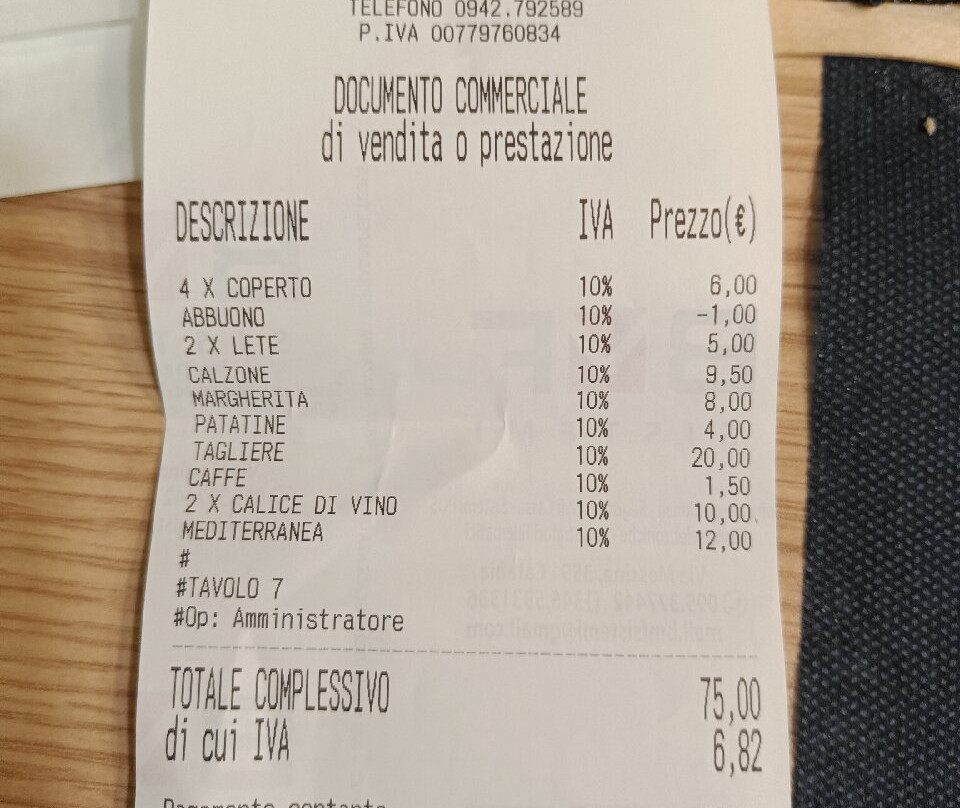 TELEFONO 0942.792589
P.IVA 00779760834
DOCUMENTO COMMERCIALE
di vendita o prestazione
DESCRIZIONE IVA Prezzo(€)
4 X COPERTO 10% 6,00
ABBUONO 10% -1,00
2 X LETE 10% 5,00
CALZONE 10% 9,50
MARGHERITA 10% 8,00
PATATINE 10% 4,00
TAGLIERE 10% 20,00
CAFFE 10% 1,50
2 X CALICE DI VINO 10% 10,00
MEDITERRANEA 10% 12,00
#
#TAVOLO 7
#Op: Amministratore
TOTALE COMPLESSIVO 75,00
di cui IVA 6,82
Pagamento contante